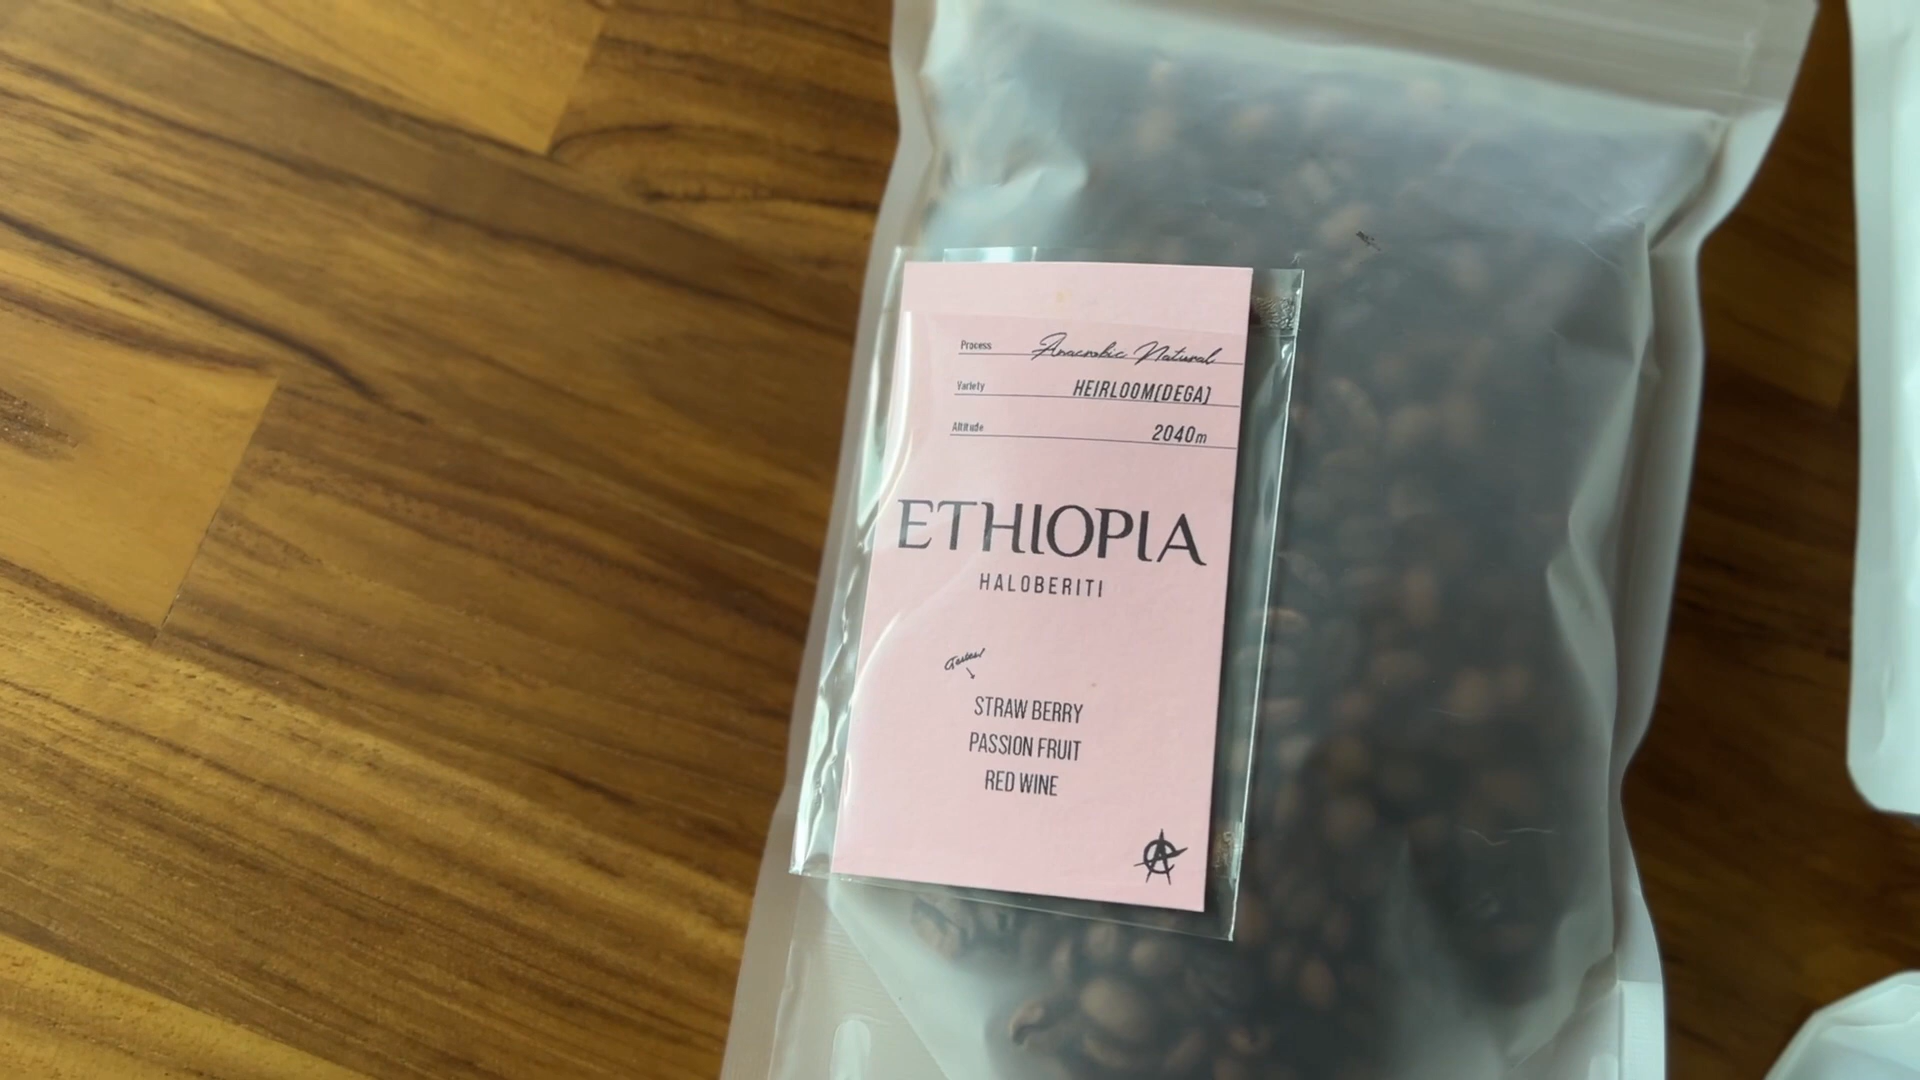 Process Anaerobic Natural
Variety HEIRLOOM(DEGA)
Altitude 2040m
ETHIOPIA
HALOBERITI
Tastes!
STRAW BERRY
PASSION FRUIT
RED WINE